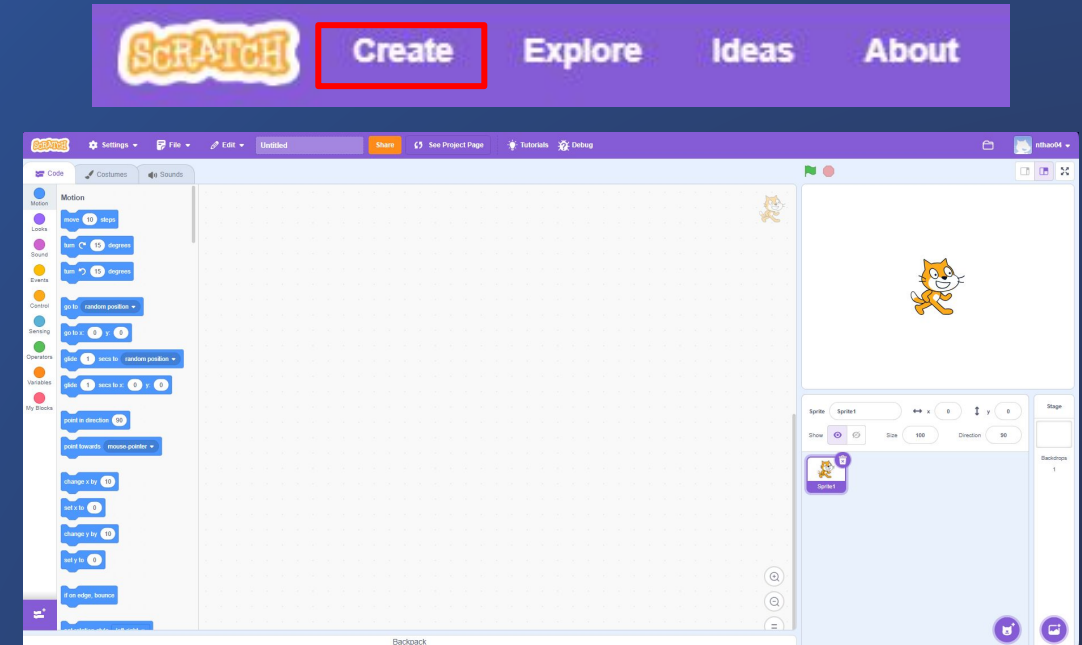 SCRATCH Create Explore Ideas About
SCRATCH Settings File Edit Untitled Share See Project Page Tutorials Debug nthao04
Code Costumes Sounds
Motion
Looks
Sound
Events
Control
Sensing
Operators
Variables
My Blocks
Motion
move 10 steps
turn 15 degrees
turn 15 degrees
go to random position
go to x: 0 y: 0
glide 1 secs to random position
glide 1 secs to x: 0 y: 0
point in direction 90
point towards mouse-pointer
change x by 10
set x to 0
change y by 10
set y to 0
if on edge, bounce
Backpack
Sprite Sprite1 x 0 y 0
Show Size 100 Direction 90
Sprite1
Stage
Backdrops
1